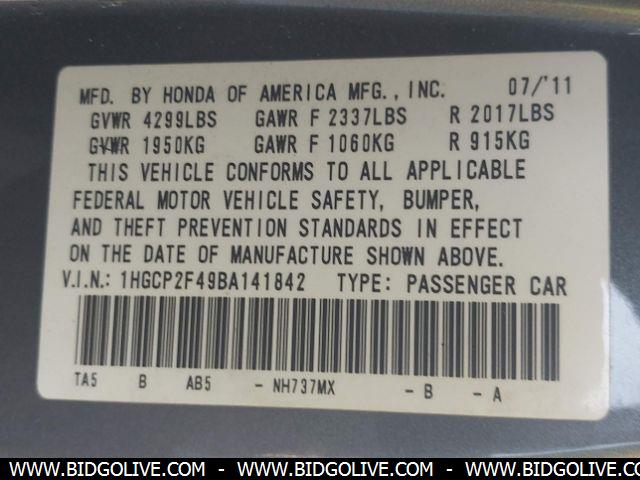 MFD. BY HONDA OF AMERICA MFG., INC. 07/'11
GVWR 4299LBS GAWR F 2337LBS R 2017LBS
GVWR 1950KG GAWR F 1060KG R 915KG
THIS VEHICLE CONFORMS TO ALL APPLICABLE
FEDERAL MOTOR VEHICLE SAFETY, BUMPER,
AND THEFT PREVENTION STANDARDS IN EFFECT
ON THE DATE OF MANUFACTURE SHOWN ABOVE.
V.I.N.: 1HGCP2F49BA141842 TYPE: PASSENGER CAR
TA5 B AB5 - NH737MX - B - A
WWW.BIDGOLIVE.COM - WWW.BIDGOLIVE.COM - WWW.BIDGOLIVE.COM